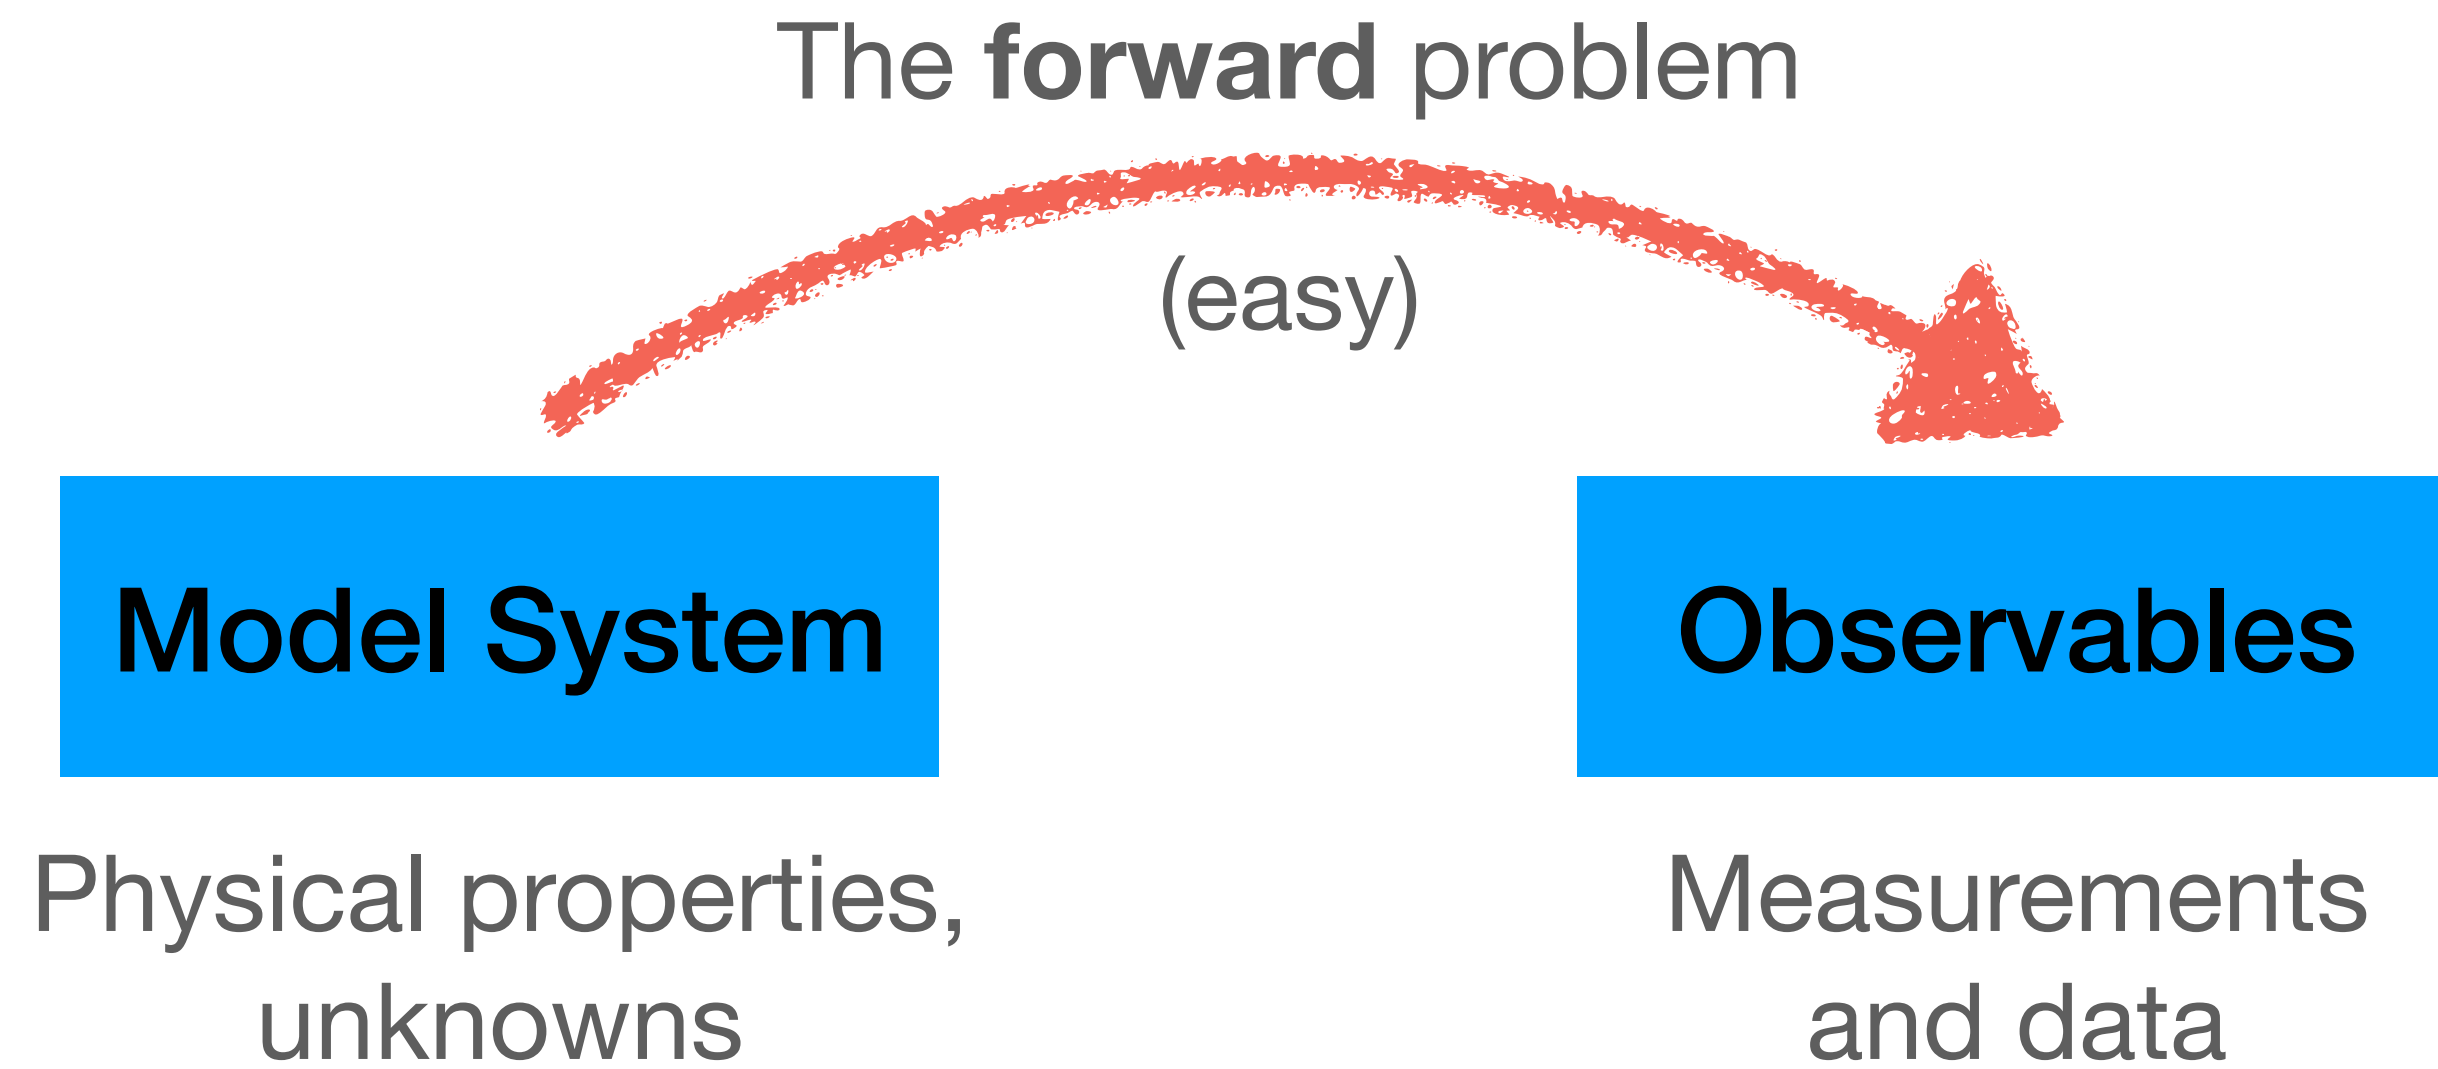 The forward problem
(easy)
Model System
Observables
Physical properties,
unknowns
Measurements
and data